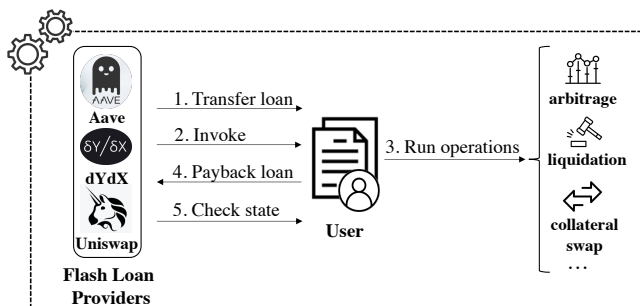 AAVE
Aave
δY/δX
dYdX
Uniswap
Flash Loan
Providers
1. Transfer loan
2. Invoke
4. Payback loan
5. Check state
User
3. Run operations
arbitrage
liquidation
collateral
swap
...